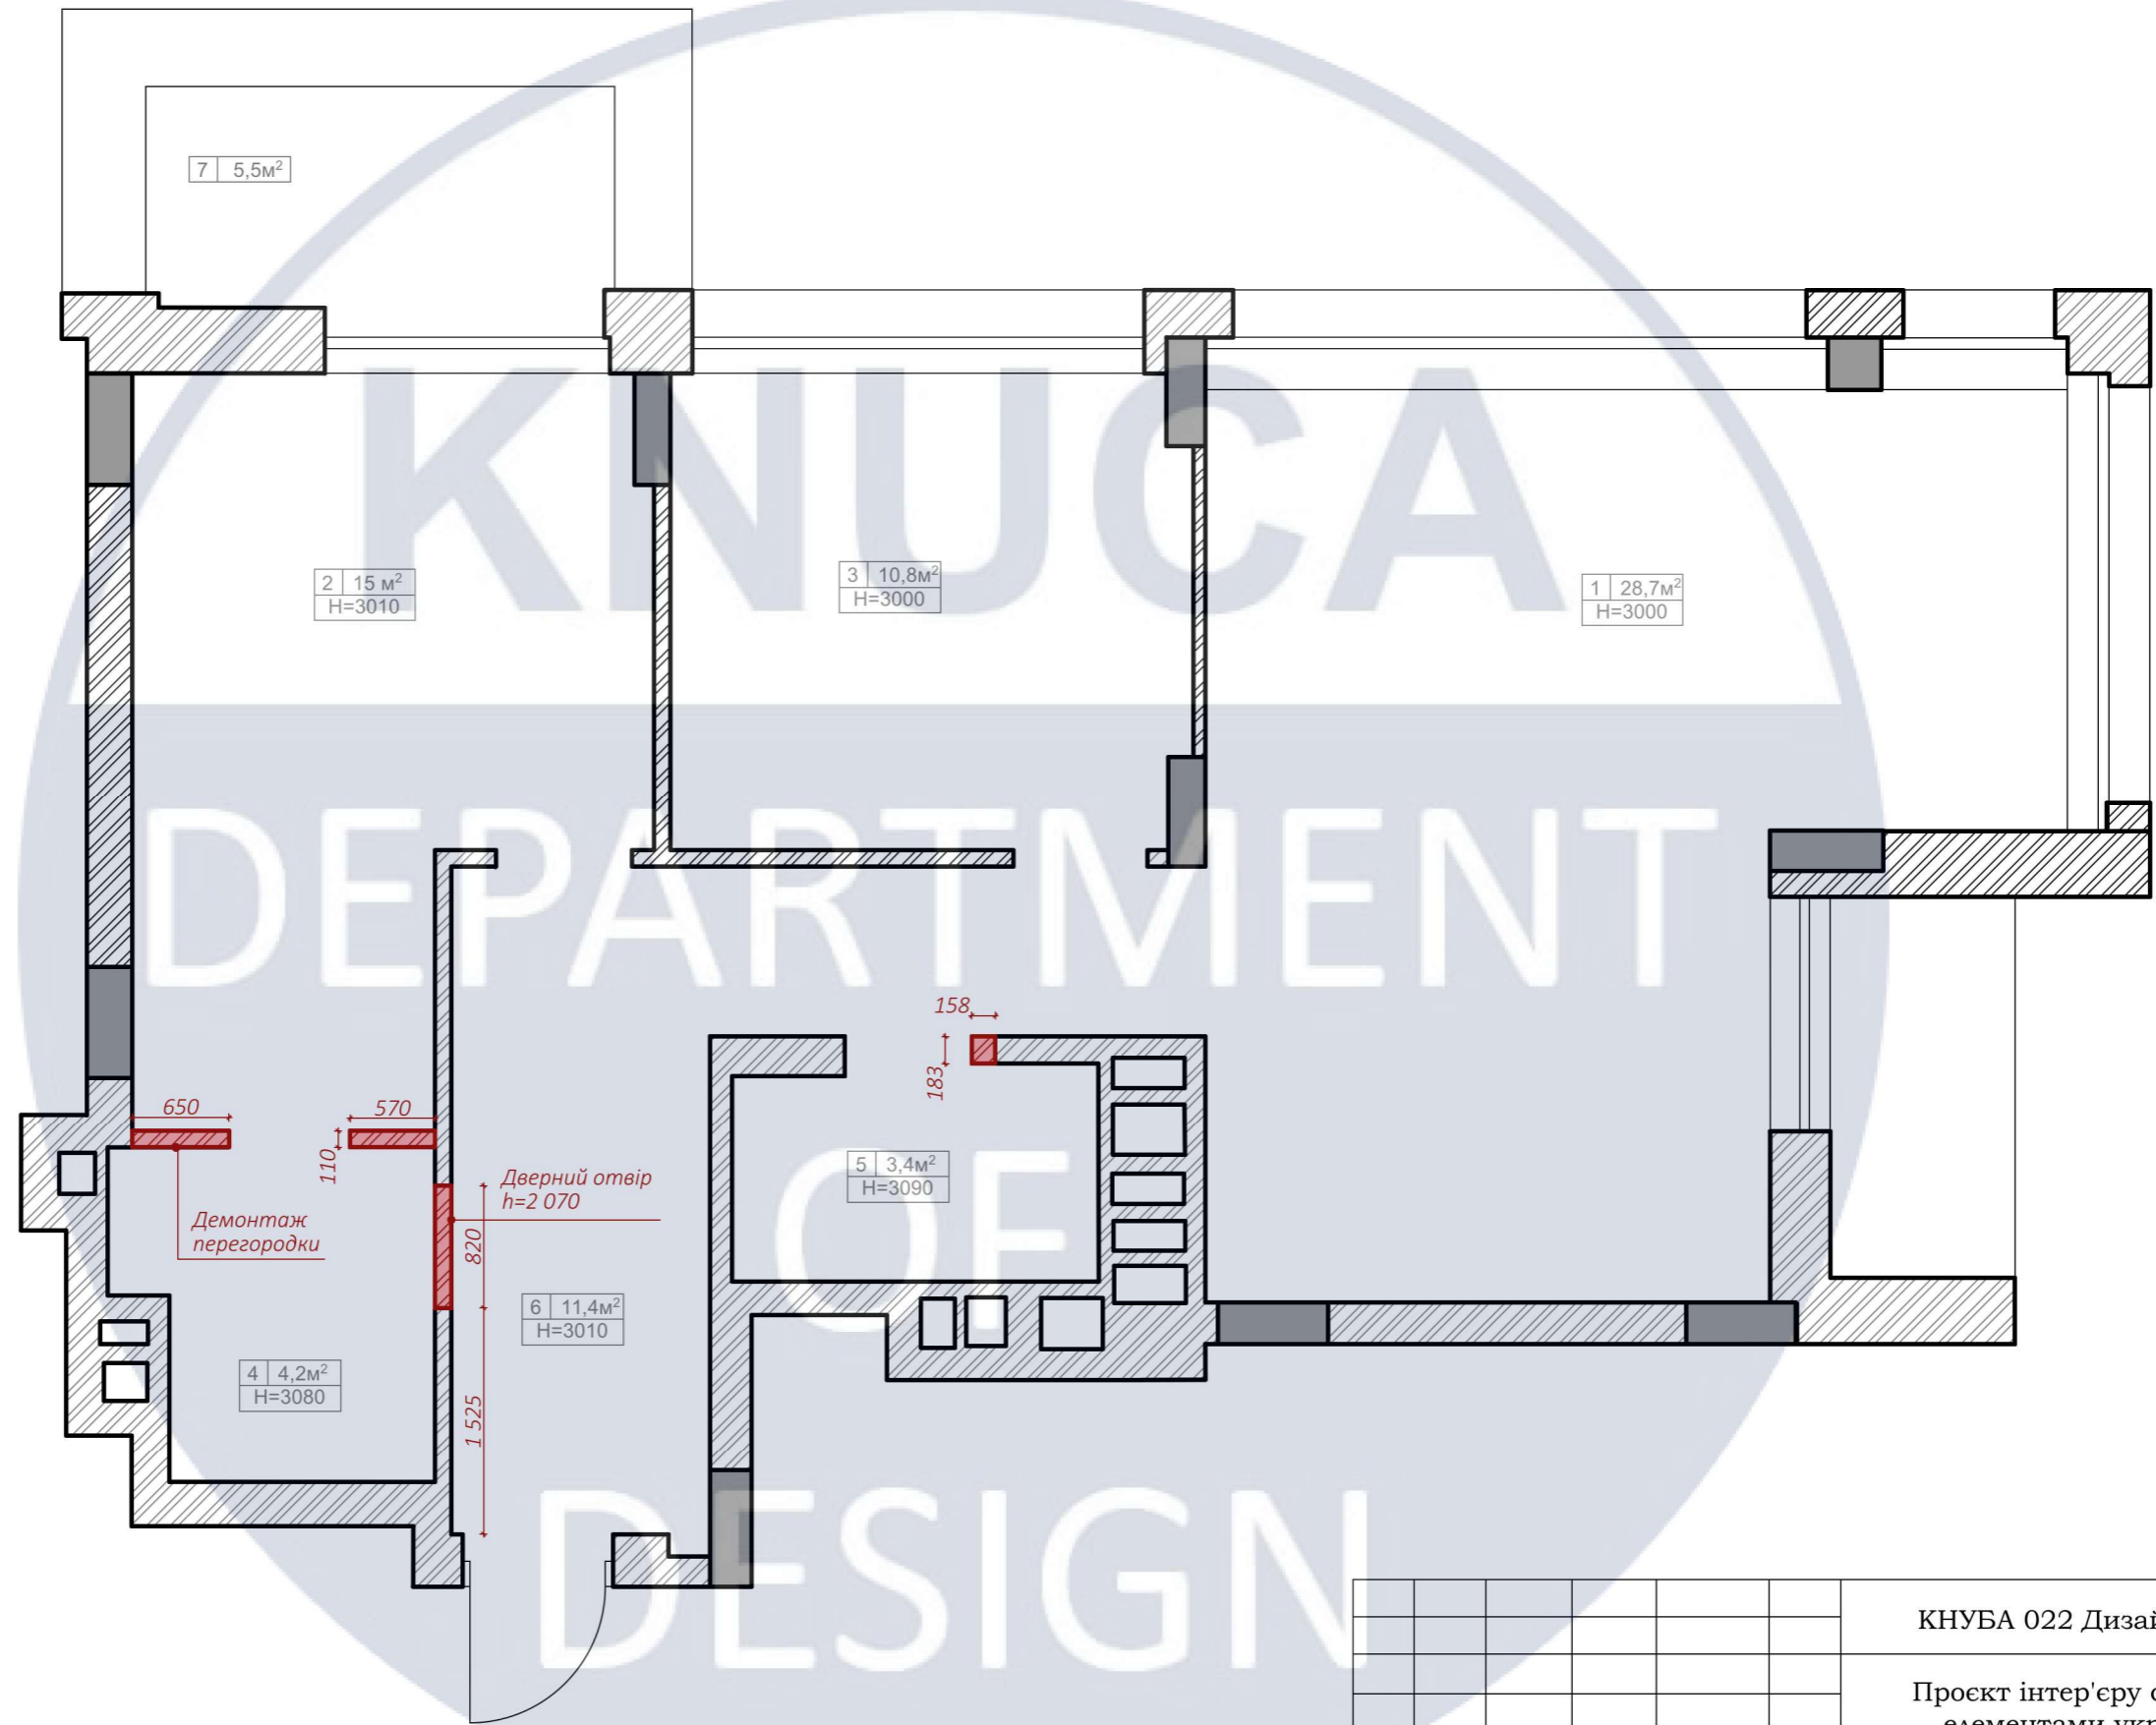 7 5,5м²
KNUCA
2 15 м²
H=3010
3 10,8м²
H=3000
1 28,7м²
H=3000
DEPARTMENT
158
183
650
570
110
Дверний отвір
h=2 070
Демонтаж
перегородки
820
5 3,4м²
H=3090
OF
6 11,4м²
H=3010
4 4,2м²
H=3080
1 525
DESIGN
КНУБА 022
Проєкт інтер'єру
елементами